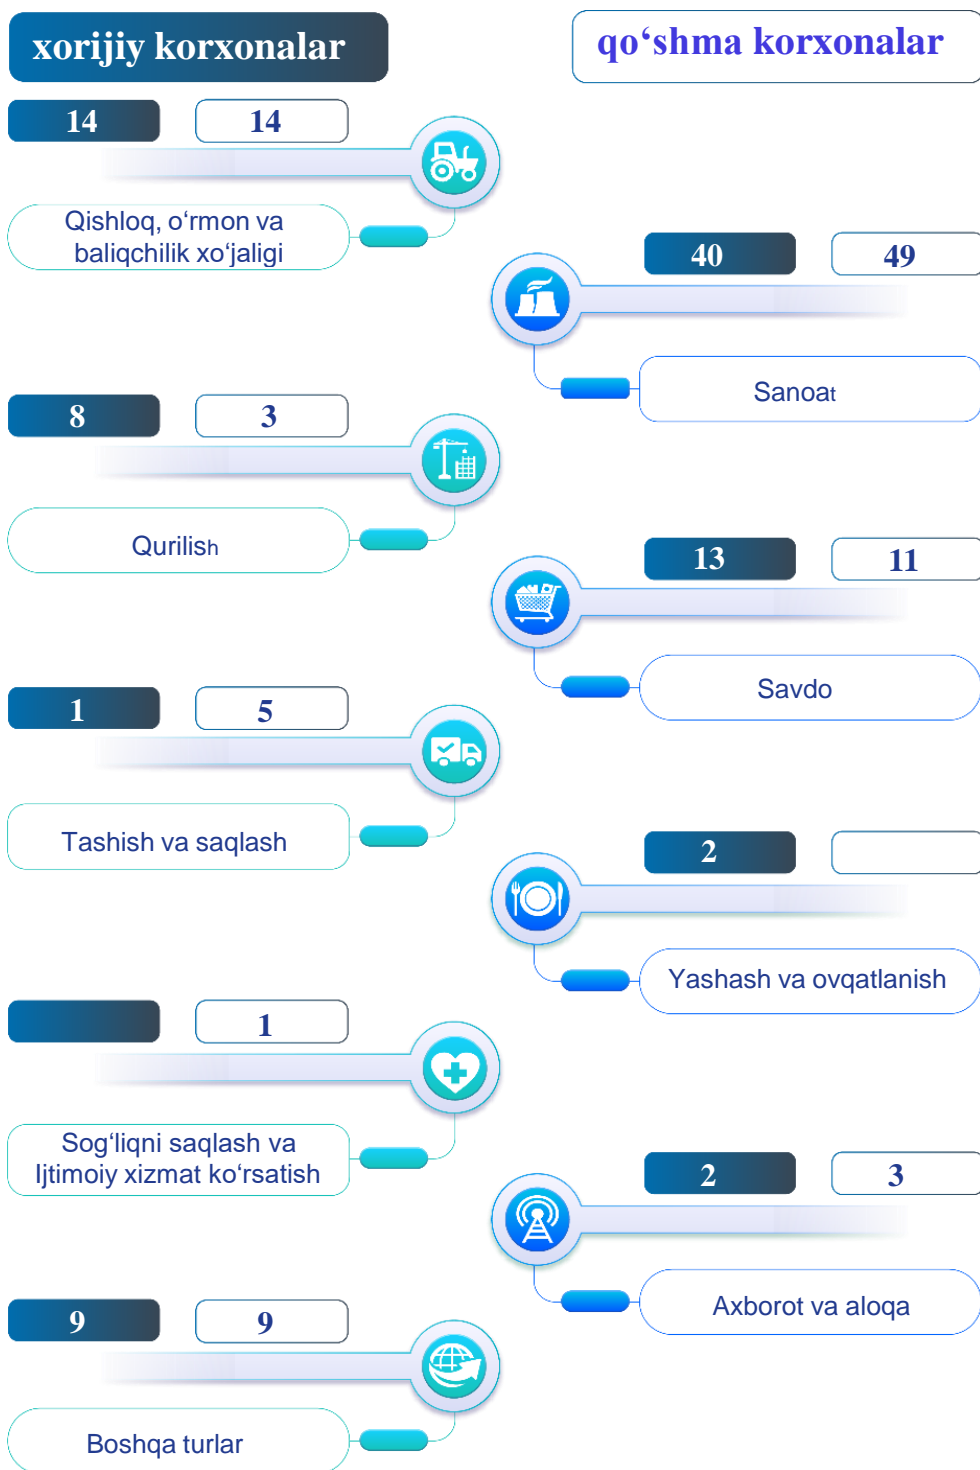 xorijiy korxonalar
qo‘shma korxonalar
14 14
Qishloq, o‘rmon va
baliqchilik xo‘jaligi
40 49
Sanoat
8 3
Qurilish
13 11
Savdo
1 5
Tashish va saqlash
2
Yashash va ovqatlanish
1
Sog‘liqni saqlash va
Ijtimoiy xizmat ko‘rsatish
2 3
Axborot va aloqa
9 9
Boshqa turlar